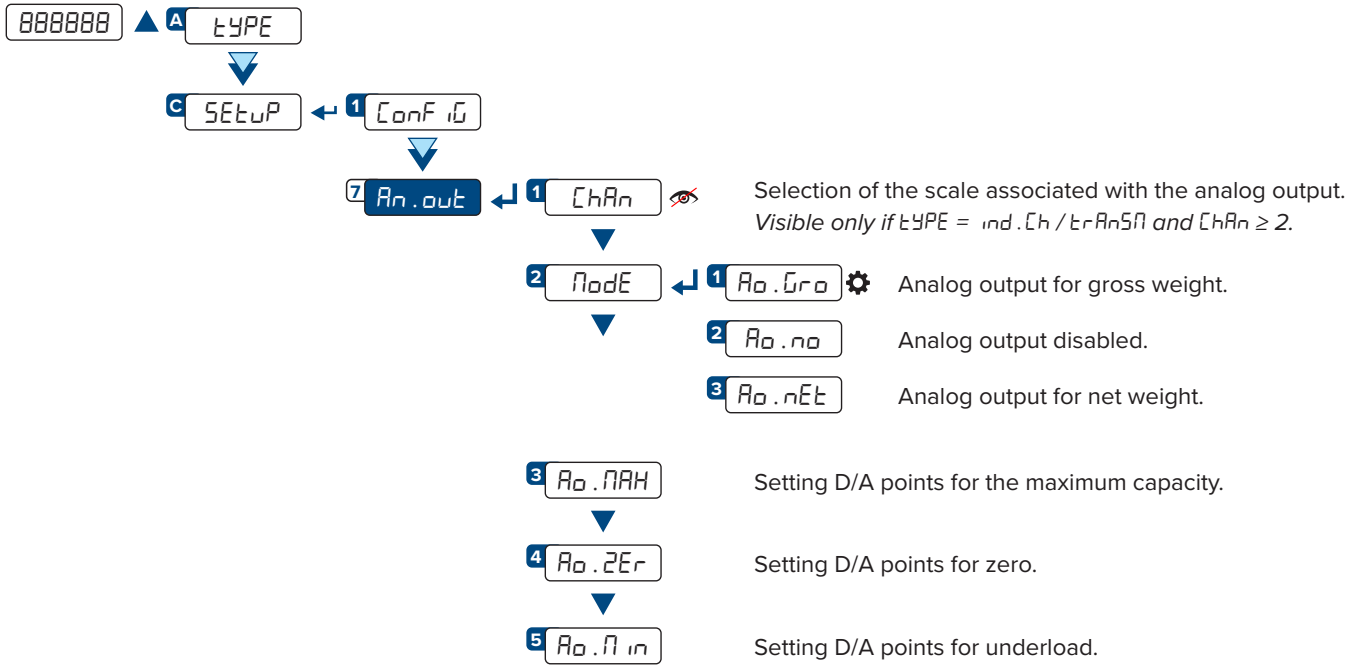 888888 A tYPE
C SEtuP 1 ConFiG
7 An.out 1 ChAn Selection of the scale associated with the analog output.
Visible only if tYPE = ind.Ch / trAnSM and ChAn ≥ 2.
2 ModE 1 Ao.Gro Analog output for gross weight.
2 Ao.no Analog output disabled.
3 Ao.nEt Analog output for net weight.
3 Ao.MAH Setting D/A points for the maximum capacity.
4 Ao.2Er Setting D/A points for zero.
5 Ao.Min Setting D/A points for underload.